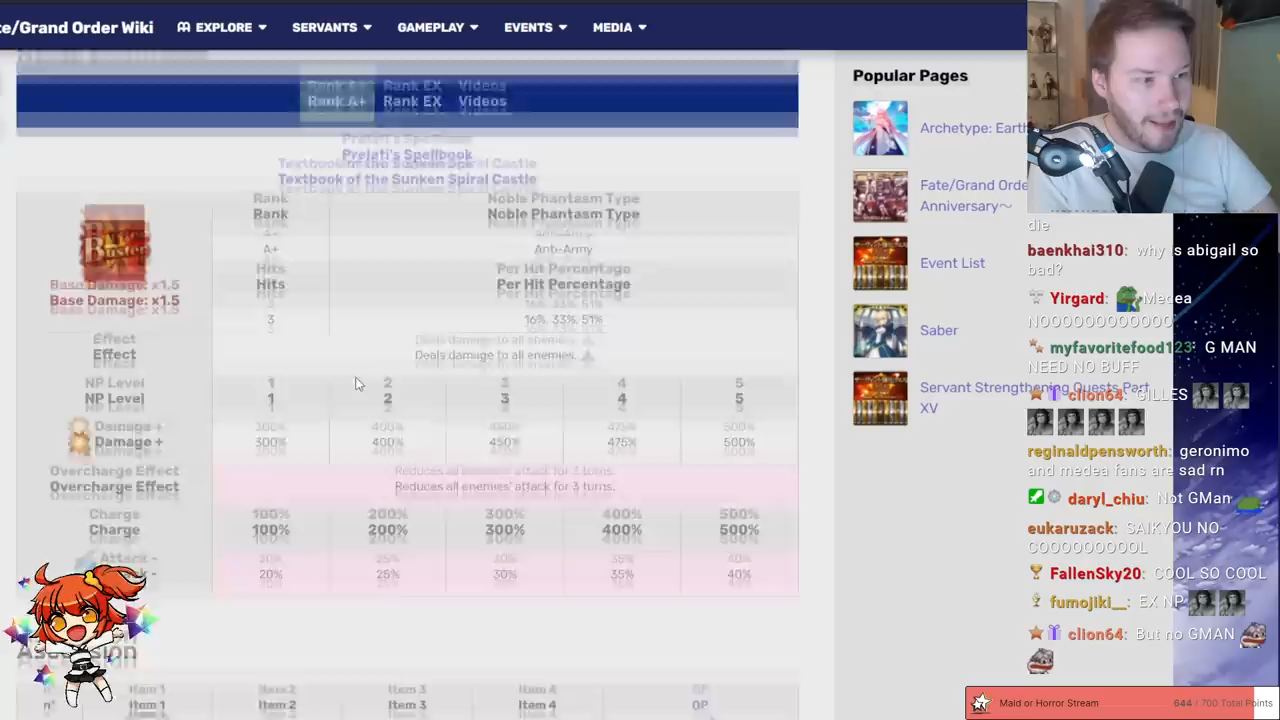 te/Grand Order Wiki
EXPLORE
SERVANTS
GAMEPLAY
EVENTS
MEDIA
Rank A+ Rank EX Videos
Prelati's Spellbook
Textbook of the Sunken Spiral Castle
Buster
Base Damage: x1.5
Rank
Noble Phantasm Type
A+
Anti-Army
Hits
Per Hit Percentage
3
16%, 33%, 51%
Effect
Deals damage to all enemies.
NP Level 1 2 3 4 5
Damage + 300% 400% 450% 475% 500%
Overcharge Effect
Reduces all enemies' attack for 3 turns.
Charge 100% 200% 300% 400% 500%
Attack - 20% 25% 30% 35% 40%
Ascension
Item 1 Item 2 Item 3 Item 4 QP
Popular Pages
Archetype: Earth
Fate/Grand Orde
Anniversary～
Event List
Saber
Servant Strengthening Quests Part
XV
die
baenkhai310: why is abigail so
bad?
Yirgard: Medea
NOOOOOOOOOOOO
myfavoritefood123: G MAN
NEED NO BUFF
clion64: GILLES
reginaldpensworth: geronimo
and medea fans are sad rn
daryl_chiu: Not GMan
eukaruzack: SAIKYOU NO
COOOOOOOOL
FallenSky20: COOL SO COOL
fumojiki__: EX NP
clion64: But no GMAN
Maid or Horror Stream 644 / 700 Total Points